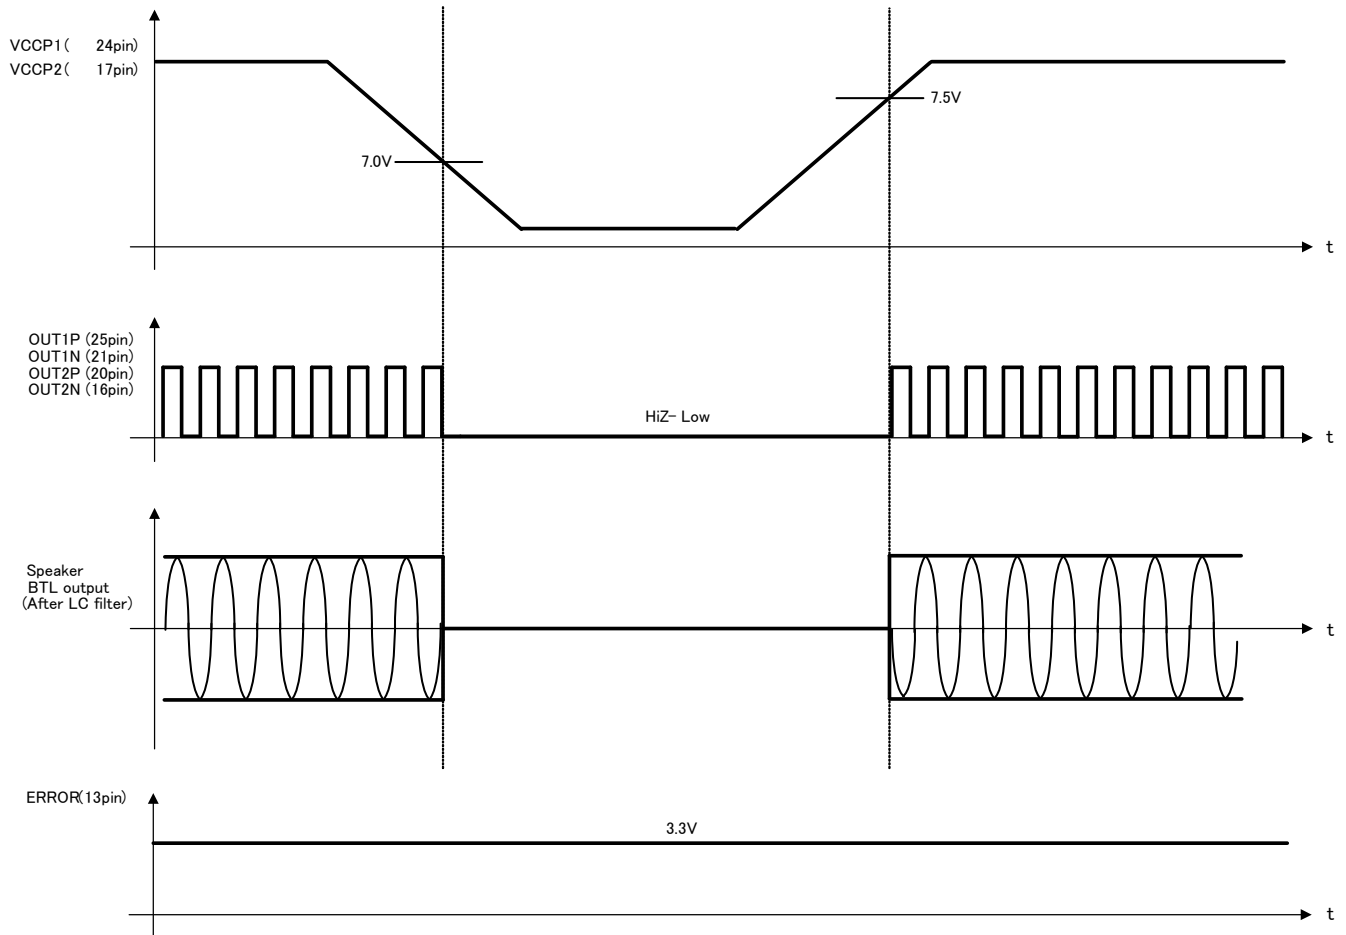 VCCP1( 24pin)
VCCP2( 17pin)
7.5V
7.0V
t
OUT1P (25pin)
OUT1N (21pin)
OUT2P (20pin)
OUT2N (16pin)
HiZ- Low
t
Speaker
BTL output
(After LC filter)
t
ERROR(13pin)
3.3V
t